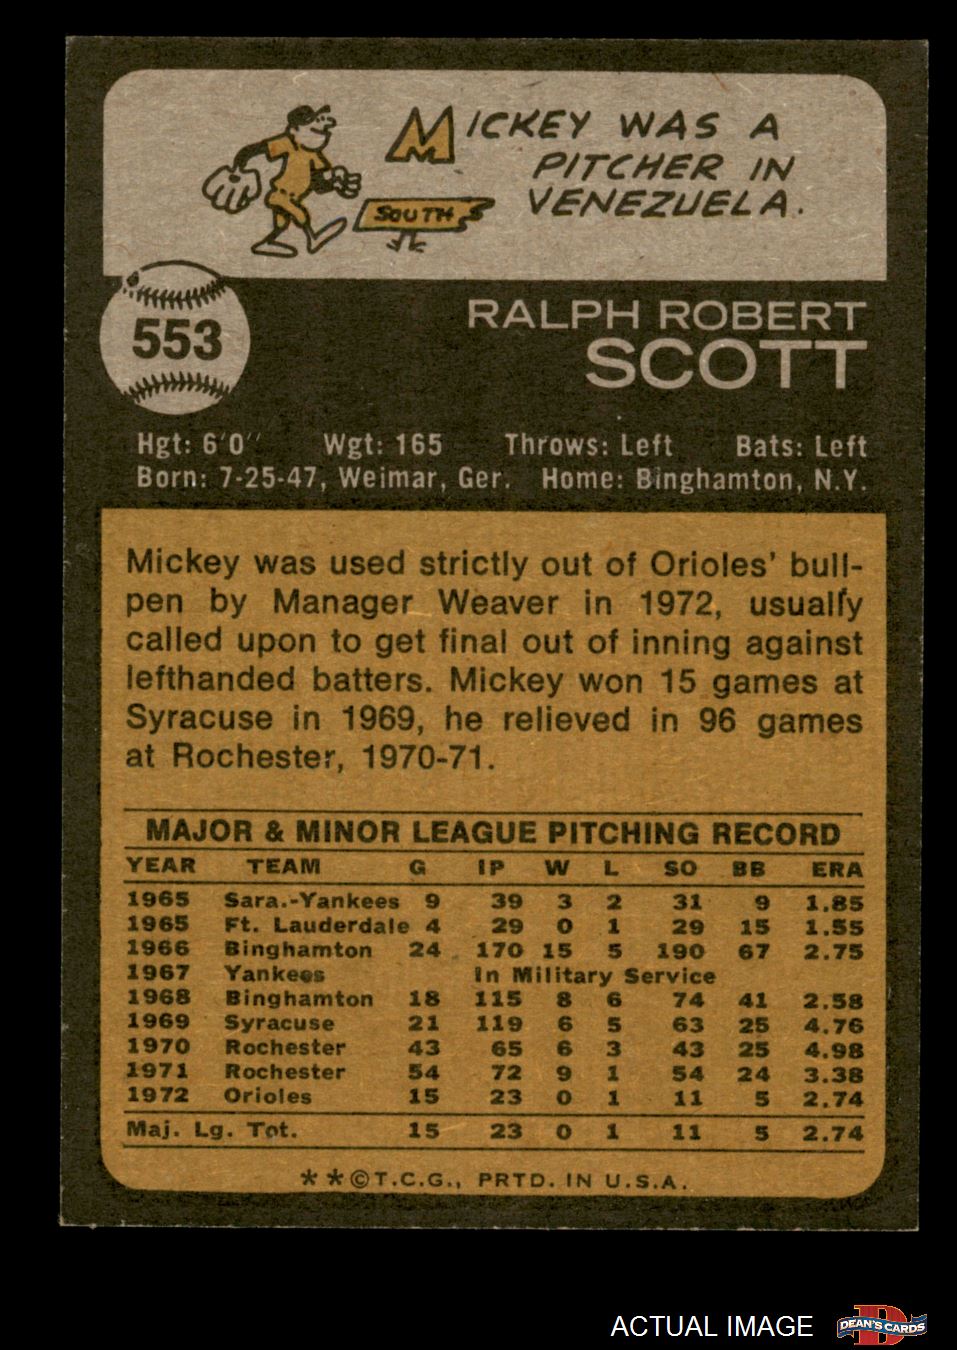 MICKEY WAS A
PITCHER IN
VENEZUELA.
SOUTH
553
RALPH ROBERT
SCOTT
Hgt: 6'0" Wgt: 165 Throws: Left Bats: Left
Born: 7-25-47, Weimar, Ger. Home: Binghamton, N.Y.
Mickey was used strictly out of Orioles' bull-
pen by Manager Weaver in 1972, usually
called upon to get final out of inning against
lefthanded batters. Mickey won 15 games at
Syracuse in 1969, he relieved in 96 games
at Rochester, 1970-71.
MAJOR & MINOR LEAGUE PITCHING RECORD
YEAR TEAM G IP W L SO BB ERA
1965 Sara.-Yankees 9 39 3 2 31 9 1.85
1965 Ft. Lauderdale 4 29 0 1 29 15 1.55
1966 Binghamton 24 170 15 5 190 67 2.75
1967 Yankees In Military Service
1968 Binghamton 18 115 8 6 74 41 2.58
1969 Syracuse 21 119 6 5 63 25 4.76
1970 Rochester 43 65 6 3 43 25 4.98
1971 Rochester 54 72 9 1 54 24 3.38
1972 Orioles 15 23 0 1 11 5 2.74
Maj. Lg. Tot. 15 23 0 1 11 5 2.74
**©T.C.G., PRTD. IN U.S.A.
ACTUAL IMAGE
D
DEAN'S CARDS